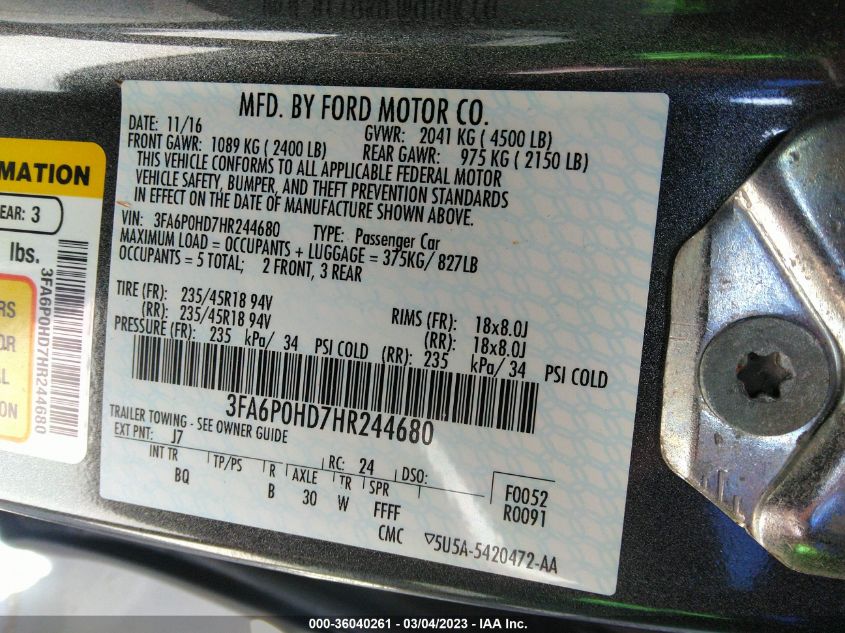 MFD. BY FORD MOTOR CO.
DATE: 11/16 GVWR: 2041 KG ( 4500 LB)
FRONT GAWR: 1089 KG ( 2400 LB) REAR GAWR: 975 KG ( 2150 LB)
THIS VEHICLE CONFORMS TO ALL APPLICABLE FEDERAL MOTOR
VEHICLE SAFETY, BUMPER, AND THEFT PREVENTION STANDARDS
IN EFFECT ON THE DATE OF MANUFACTURE SHOWN ABOVE.
VIN: 3FA6P0HD7HR244680 TYPE: Passenger Car
MAXIMUM LOAD = OCCUPANTS + LUGGAGE = 375KG/ 827LB
OCCUPANTS = 5 TOTAL; 2 FRONT, 3 REAR
TIRE (FR): 235/45R18 94V RIMS (FR): 18x8.0J
(RR): 235/45R18 94V (RR): 18x8.0J
PRESSURE (FR): 235 kPa/ 34 PSI COLD (RR): 235 kPa/ 34 PSI COLD
3FA6P0HD7HR244680
TRAILER TOWING - SEE OWNER GUIDE
EXT PNT: J7 RC: 24 DSO:
INT TR TP/PS R AXLE TR SPR
BQ B 30 W FFFF
F0052
R0091
CMC ▽5U5A-5420472-AA
MATION
EAR: 3
lbs.
3FA6P0HD7HR244680
RS
AL
ION
000-36040261 - 03/04/2023 - IAA Inc.